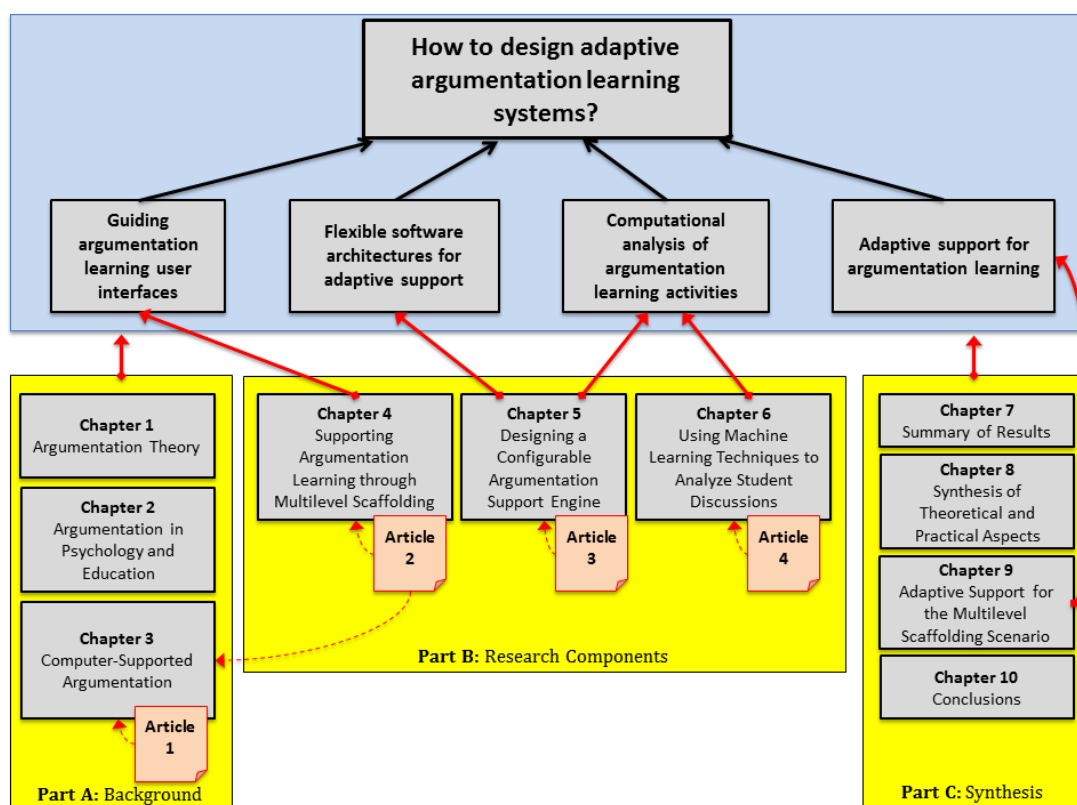 How to design adaptive
argumentation learning
systems?
Guiding
argumentation
learning user
interfaces
Flexible software
architectures for
adaptive support
Computational
analysis of
argumentation
learning activities
Adaptive support for
argumentation learning
Chapter 1
Argumentation Theory
Chapter 2
Argumentation in
Psychology and
Education
Chapter 3
Computer-Supported
Argumentation
Article
1
Part A: Background
Chapter 4
Supporting
Argumentation
Learning through
Multilevel Scaffolding
Article
2
Chapter 5
Designing a
Configurable
Argumentation
Support Engine
Article
3
Chapter 6
Using Machine
Learning Techniques to
Analyze Student
Discussions
Article
4
Part B: Research Components
Chapter 7
Summary of Results
Chapter 8
Synthesis of
Theoretical and
Practical Aspects
Chapter 9
Adaptive Support for
the Multilevel
Scaffolding Scenario
Chapter 10
Conclusions
Part C: Synthesis